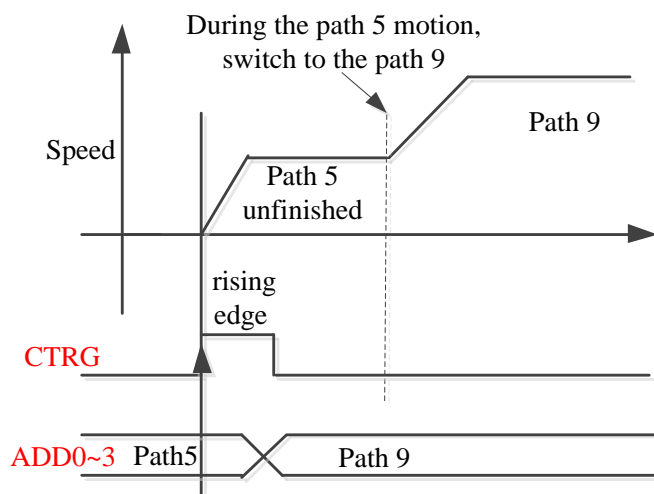 During the path 5 motion,
switch to the path 9
Path 9
Speed
Path 5
unfinished
rising
edge
CTRG
ADD0~3
Path5
Path 9